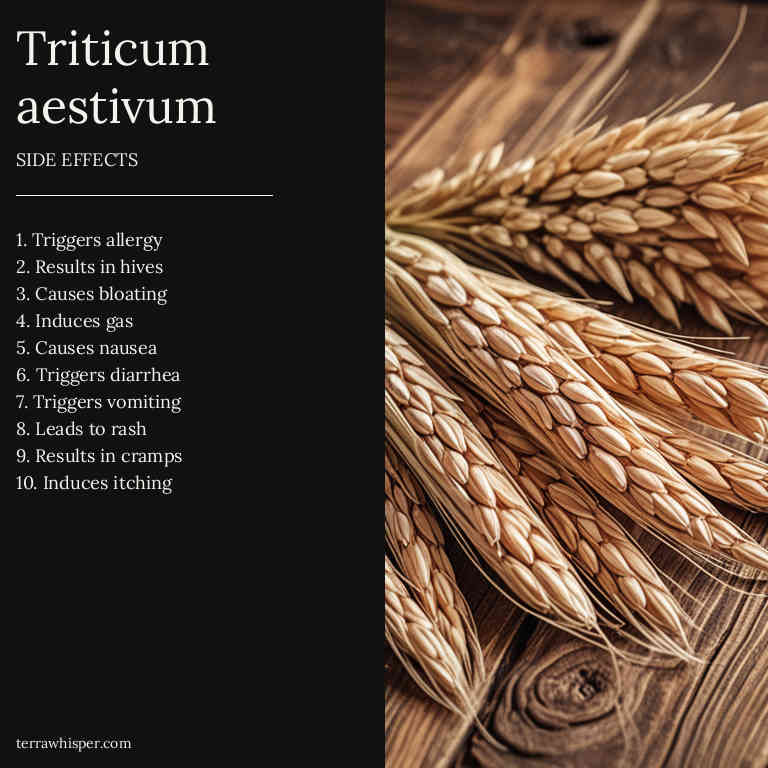 Triticum
aestivum
SIDE EFFECTS
1. Triggers allergy
2. Results in hives
3. Causes bloating
4. Induces gas
5. Causes nausea
6. Triggers diarrhea
7. Triggers vomiting
8. Leads to rash
9. Results in cramps
10. Induces itching
terrawhisper.com